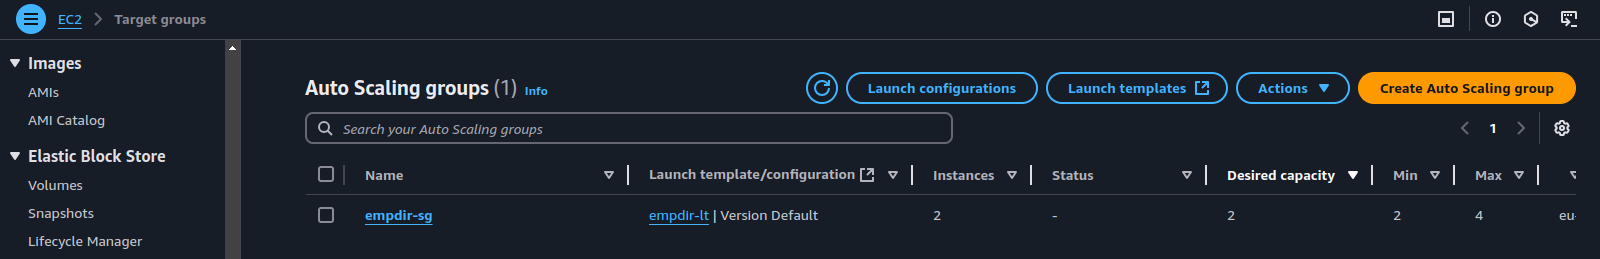 EC2 > Target groups
Images
AMIs
AMI Catalog
Elastic Block Store
Volumes
Snapshots
Lifecycle Manager
Auto Scaling groups (1) Info
Launch configurations
Launch templates
Actions
Create Auto Scaling group
Search your Auto Scaling groups
1
Name Launch template/configuration Instances Status Desired capacity Min Max
empdir-sg empdir-lt | Version Default 2 - 2 2 4 eu-